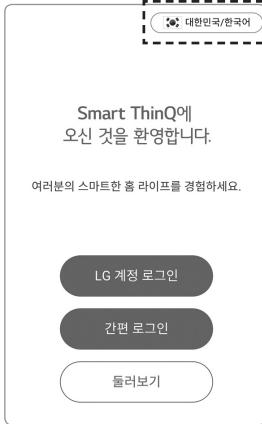 대한민국/한국어
Smart ThinQ에
오신 것을 환영합니다.
여러분의 스마트한 홈 라이프를 경험하세요.
LG 계정 로그인
간편 로그인
둘러보기